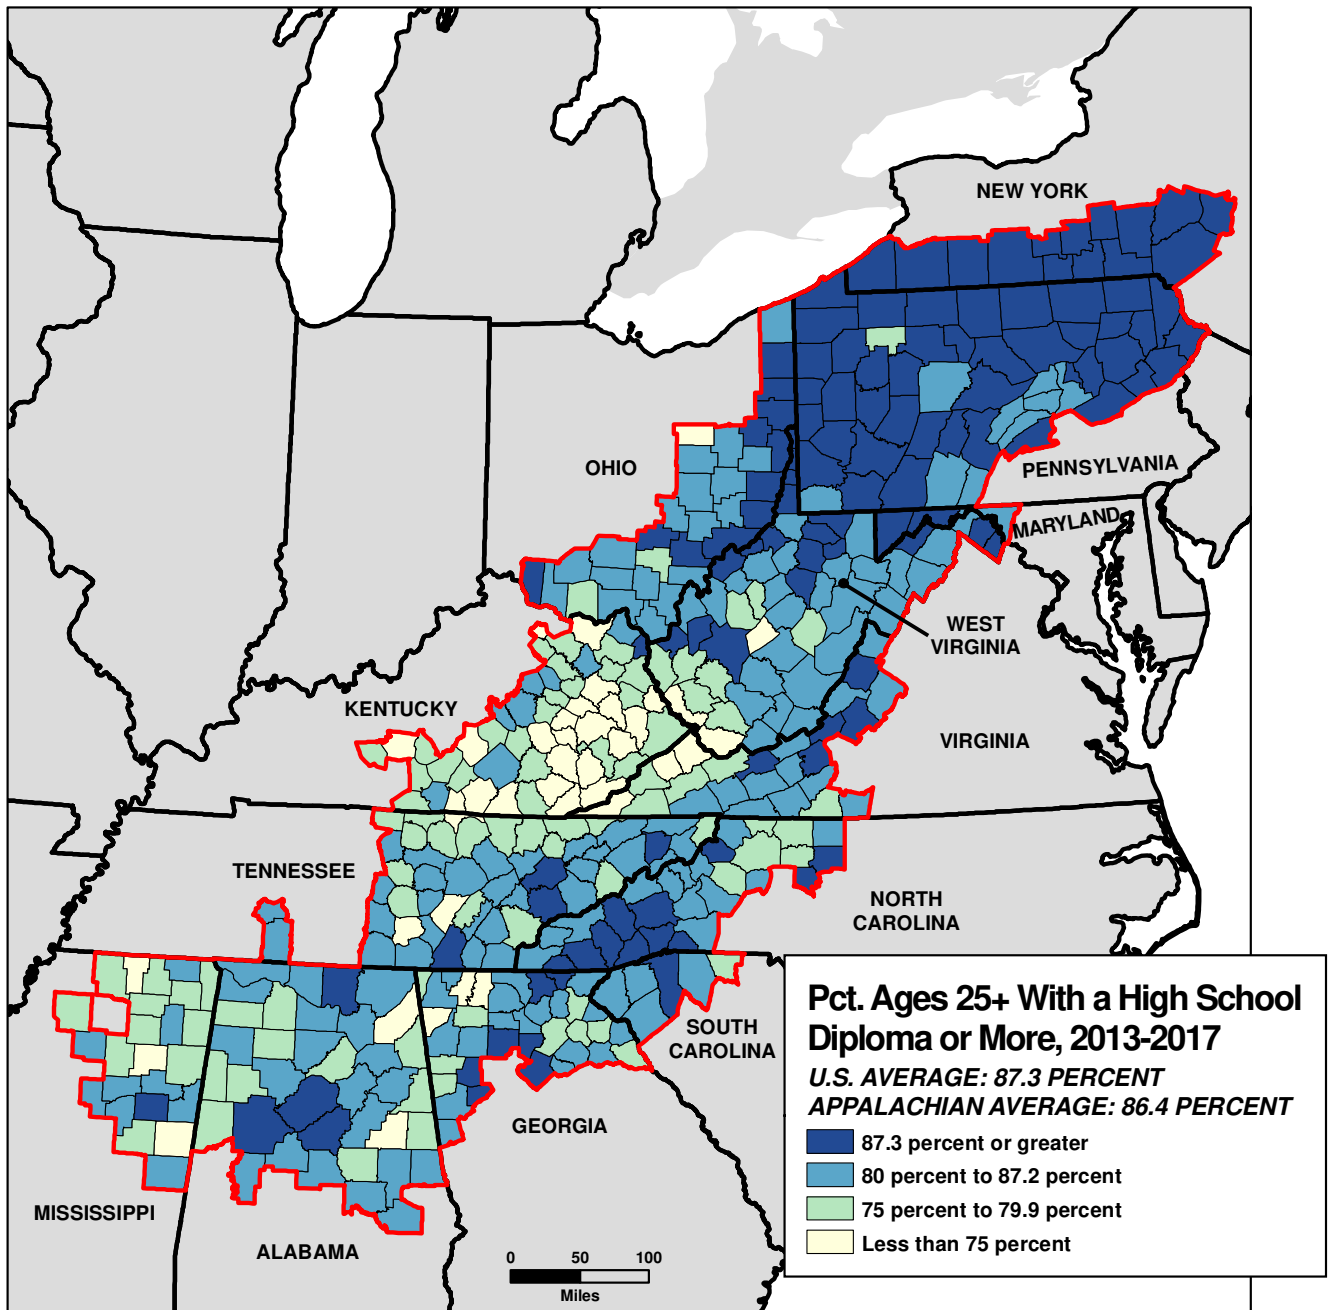 NEW YORK
OHIO
PENNSYLVANIA
MARYLAND
WEST
VIRGINIA
KENTUCKY
VIRGINIA
TENNESSEE
NORTH
CAROLINA
SOUTH
CAROLINA
GEORGIA
MISSISSIPPI
ALABAMA
0 50 100
Miles
Pct. Ages 25+ With a High School
Diploma or More, 2013-2017
U.S. AVERAGE: 87.3 PERCENT
APPALACHIAN AVERAGE: 86.4 PERCENT
87.3 percent or greater
80 percent to 87.2 percent
75 percent to 79.9 percent
Less than 75 percent